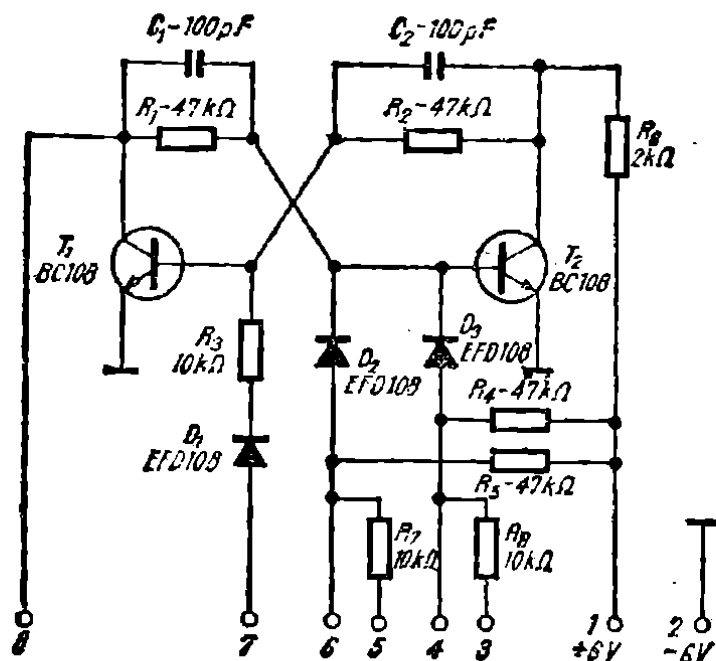 C1-100pF
C2-100pF
R1-47kΩ
R2-47kΩ
R6
2kΩ
T1
BC108
T2
BC108
R3
10kΩ
D2
EFD108
D3
EFD108
R4-47kΩ
D1
EFD108
R5-47kΩ
R7
10kΩ
R8
10kΩ
8 7 6 5 4 3 1 2
+6V -6V